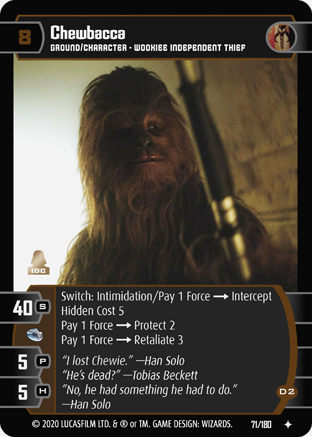 8
Chewbacca
GROUND/CHARACTER - WOOKIEE INDEPENDENT THIEF
IDC
40 S
5 P
5 H
Switch: Intimidation/Pay 1 Force → Intercept
Hidden Cost 5
Pay 1 Force → Protect 2
Pay 1 Force → Retaliate 3
"I lost Chewie." —Han Solo
"He's dead?" —Tobias Beckett
"No, he had something he had to do."
—Han Solo
D2
© 2020 LUCASFILM LTD. & ® or TM. GAME DESIGN: WIZARDS.
71/180